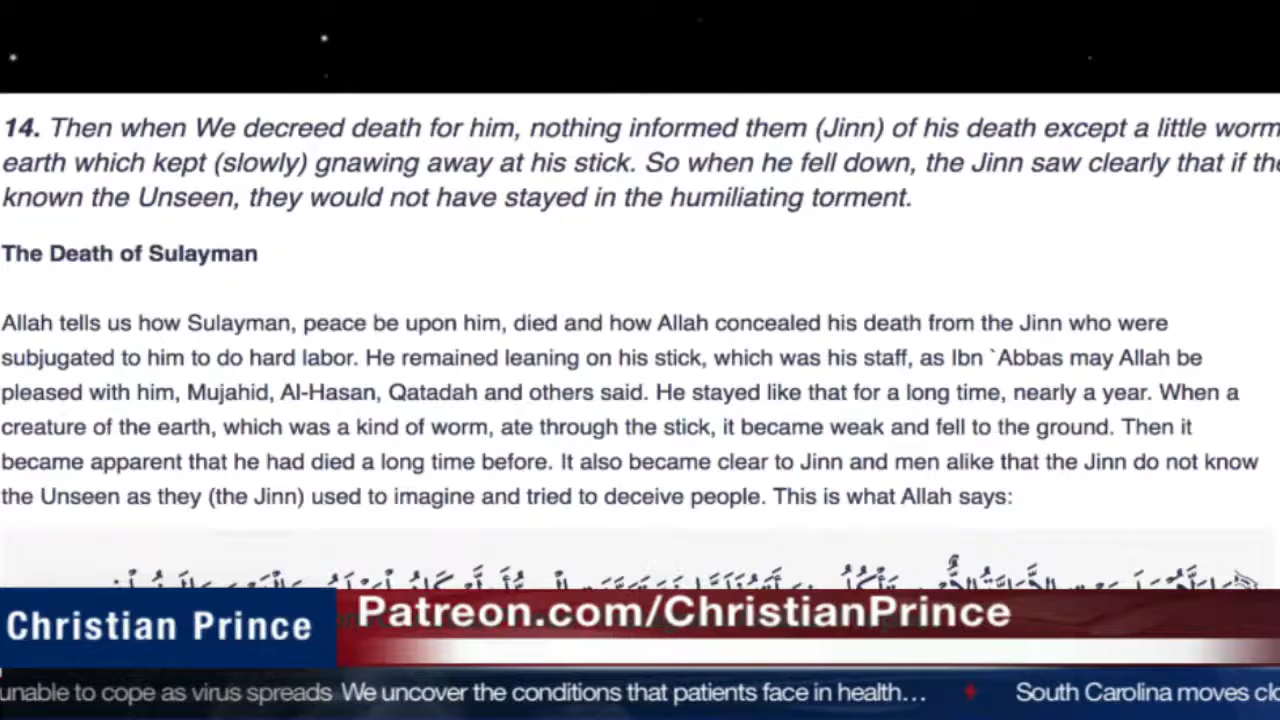 14. Then when We decreed death for him, nothing informed them (Jinn) of his death except a little worm
earth which kept (slowly) gnawing away at his stick. So when he fell down, the Jinn saw clearly that if
known the Unseen, they would not have stayed in the humiliating torment.
The Death of Sulayman
Allah tells us how Sulayman, peace be upon him, died and how Allah concealed his death from the Jinn who were
subjugated to him to do hard labor. He remained leaning on his stick, which was his staff, as Ibn `Abbas may Allah be
pleased with him, Mujahid, Al-Hasan, Qatadah and others said. He stayed like that for a long time, nearly a year. When a
creature of the earth, which was a kind of worm, ate through the stick, it became weak and fell to the ground. Then it
became apparent that he had died a long time before. It also became clear to Jinn and men alike that the Jinn do not know
the Unseen as they (the Jinn) used to imagine and tried to deceive people. This is what Allah says:
Christian Prince
Patreon.com/ChristianPrince
unable to cope as virus spreads We uncover the conditions that patients face in health… South Carolina moves